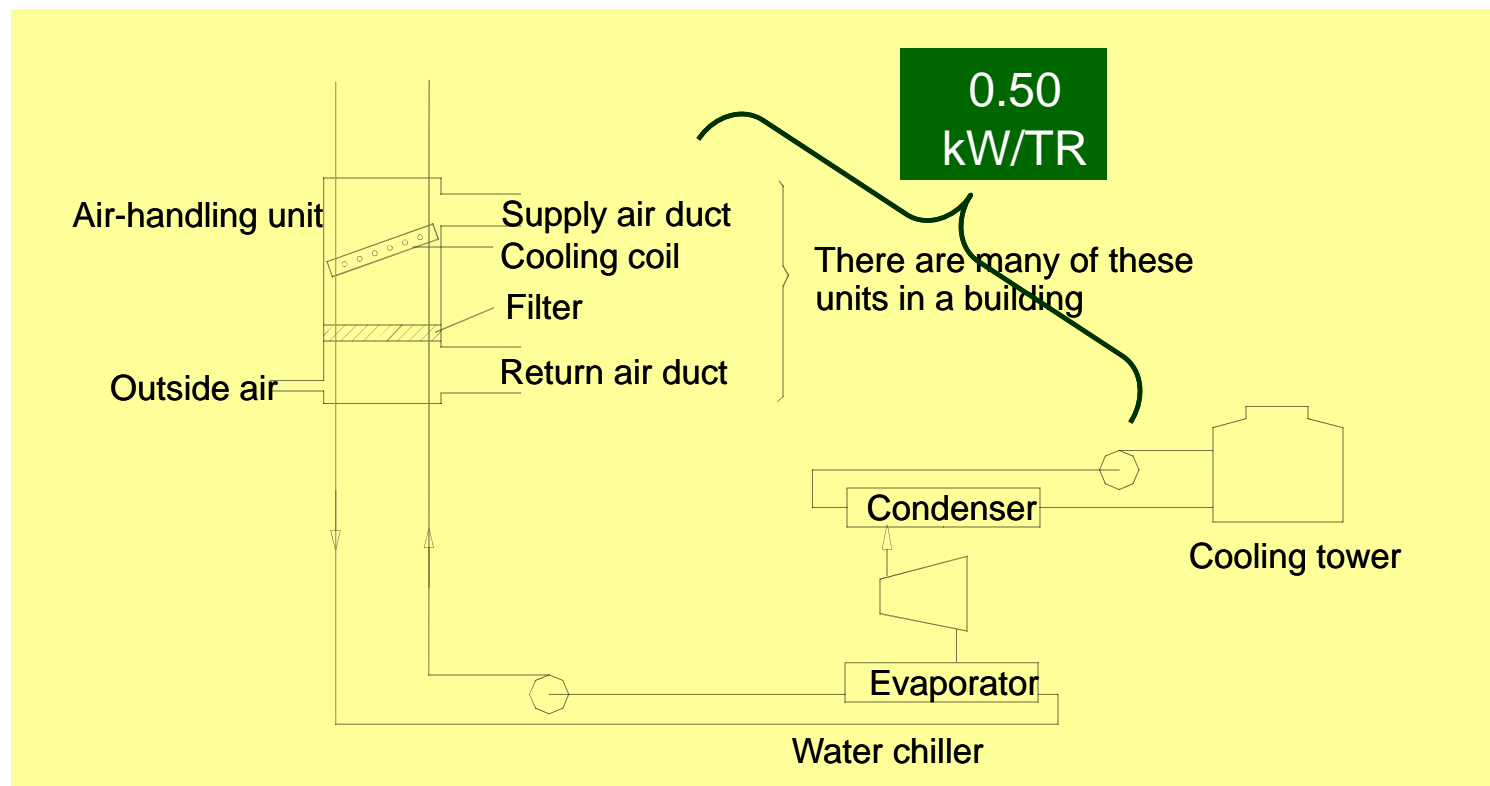 0.50
kW/TR
Air-handling unit
Supply air duct
Cooling coil
There are many of these
units in a building
Filter
Return air duct
Outside air
Condenser
Cooling tower
Evaporator
Water chiller